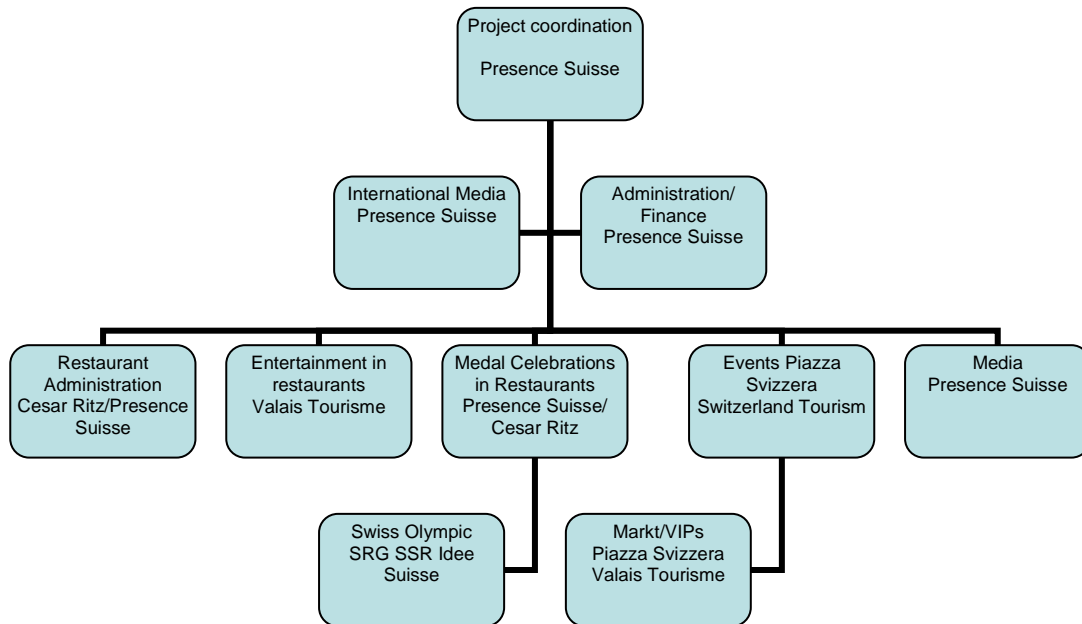 Project coordination
Presence Suisse
International Media
Presence Suisse
Administration/
Finance
Presence Suisse
Restaurant
Administration
Cesar Ritz/Presence
Suisse
Entertainment in
restaurants
Valais Tourisme
Medal Celebrations
in Restaurants
Presence Suisse/
Cesar Ritz
Events Piazza
Svizzera
Switzerland Tourism
Media
Presence Suisse
Swiss Olympic
SRG SSR Idee
Suisse
Markt/VIPs
Piazza Svizzera
Valais Tourisme